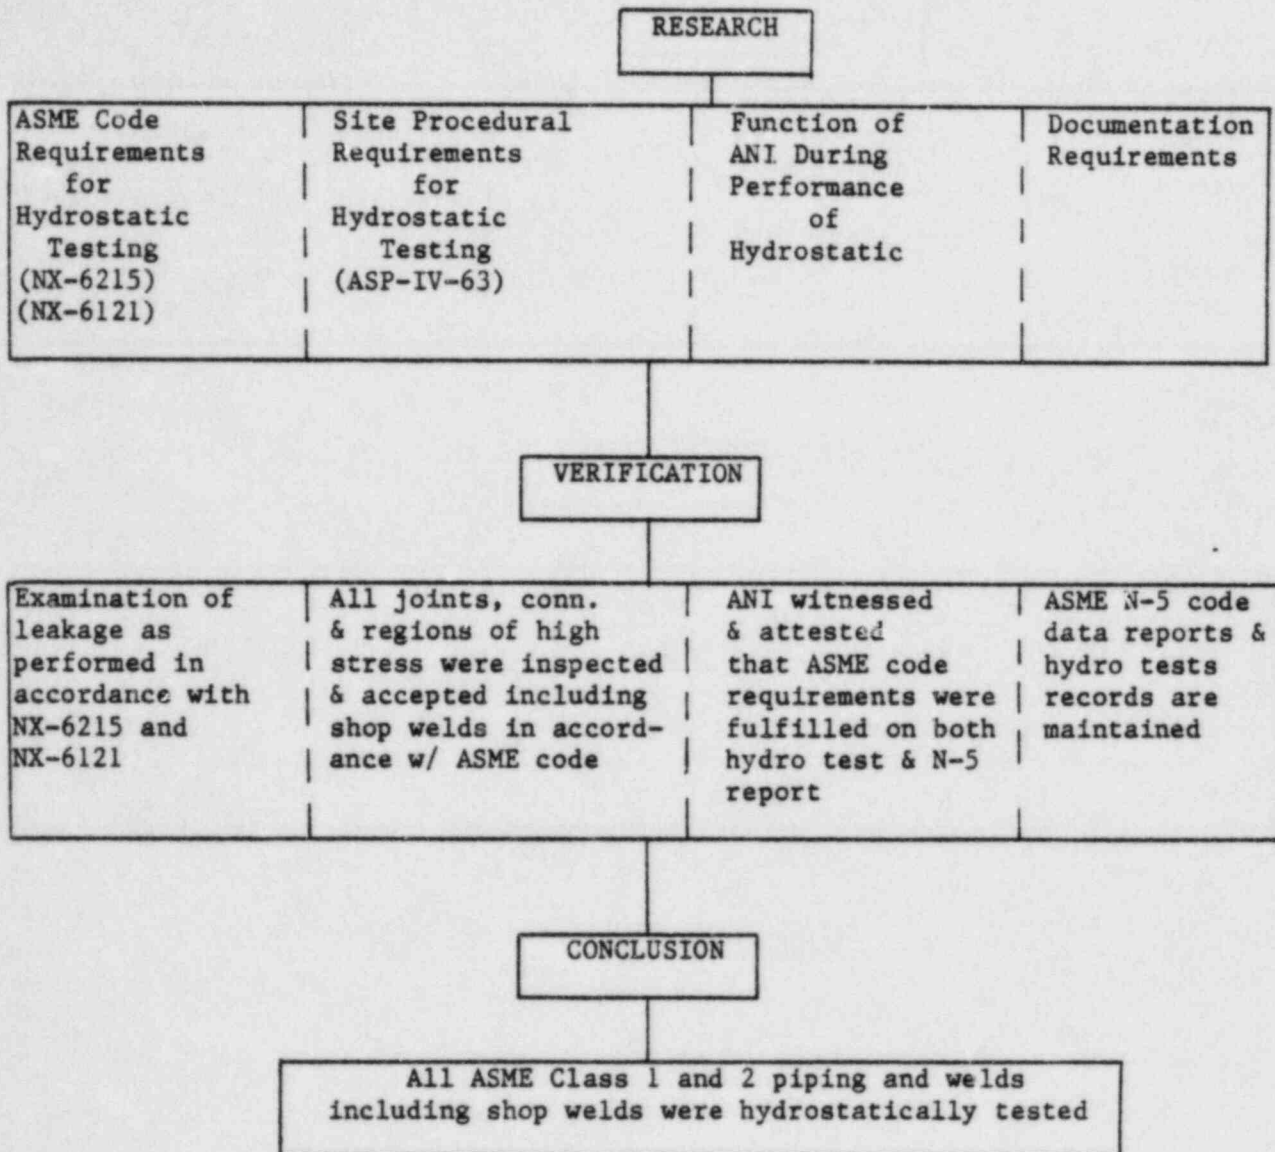 RESEARCH
ASME Code
Requirements
for
Hydrostatic
Testing
(NX-6215)
(NX-6121)
Site Procedural
Requirements
for
Hydrostatic
Testing
(ASP-IV-63)
Function of
ANI During
Performance
of
Hydrostatic
Documentation
Requirements
VERIFICATION
Examination of
leakage as
performed in
accordance with
NX-6215 and
NX-6121
All joints, conn.
& regions of high
stress were inspected
& accepted including
shop welds in accord-
ance w/ ASME code
ANI witnessed
& attested
that ASME code
requirements were
fulfilled on both
hydro test & N-5
report
ASME N-5 code
data reports &
hydro tests
records are
maintained
CONCLUSION
All ASME Class 1 and 2 piping and welds
including shop welds were hydrostatically tested